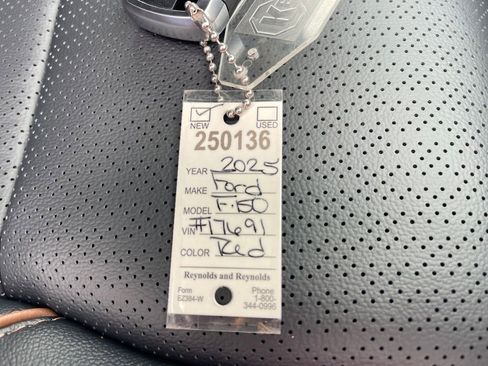 NEW USED
250136
YEAR 2025
MAKE Ford
MODEL F-150
VIN #17691
COLOR Red
Reynolds and Reynolds
Form
EZ384-W
Phone
1-800-
344-0996